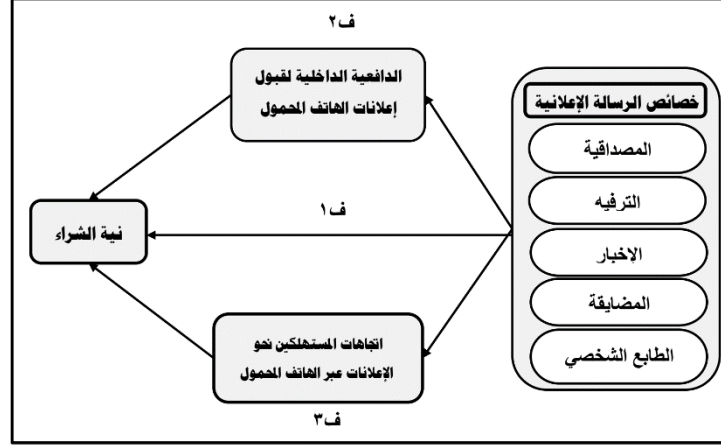 ف٢
الدافعية الداخلية لقبول
إعلانات الهاتف المحمول
خصائص الرسالة الإعلانية
المصداقية
الترفيه
الإخبار
المضايقة
الطابع الشخصي
ف١
نية الشراء
اتجاهات المستهلكين نحو
الإعلانات عبر الهاتف المحمول
ف٣